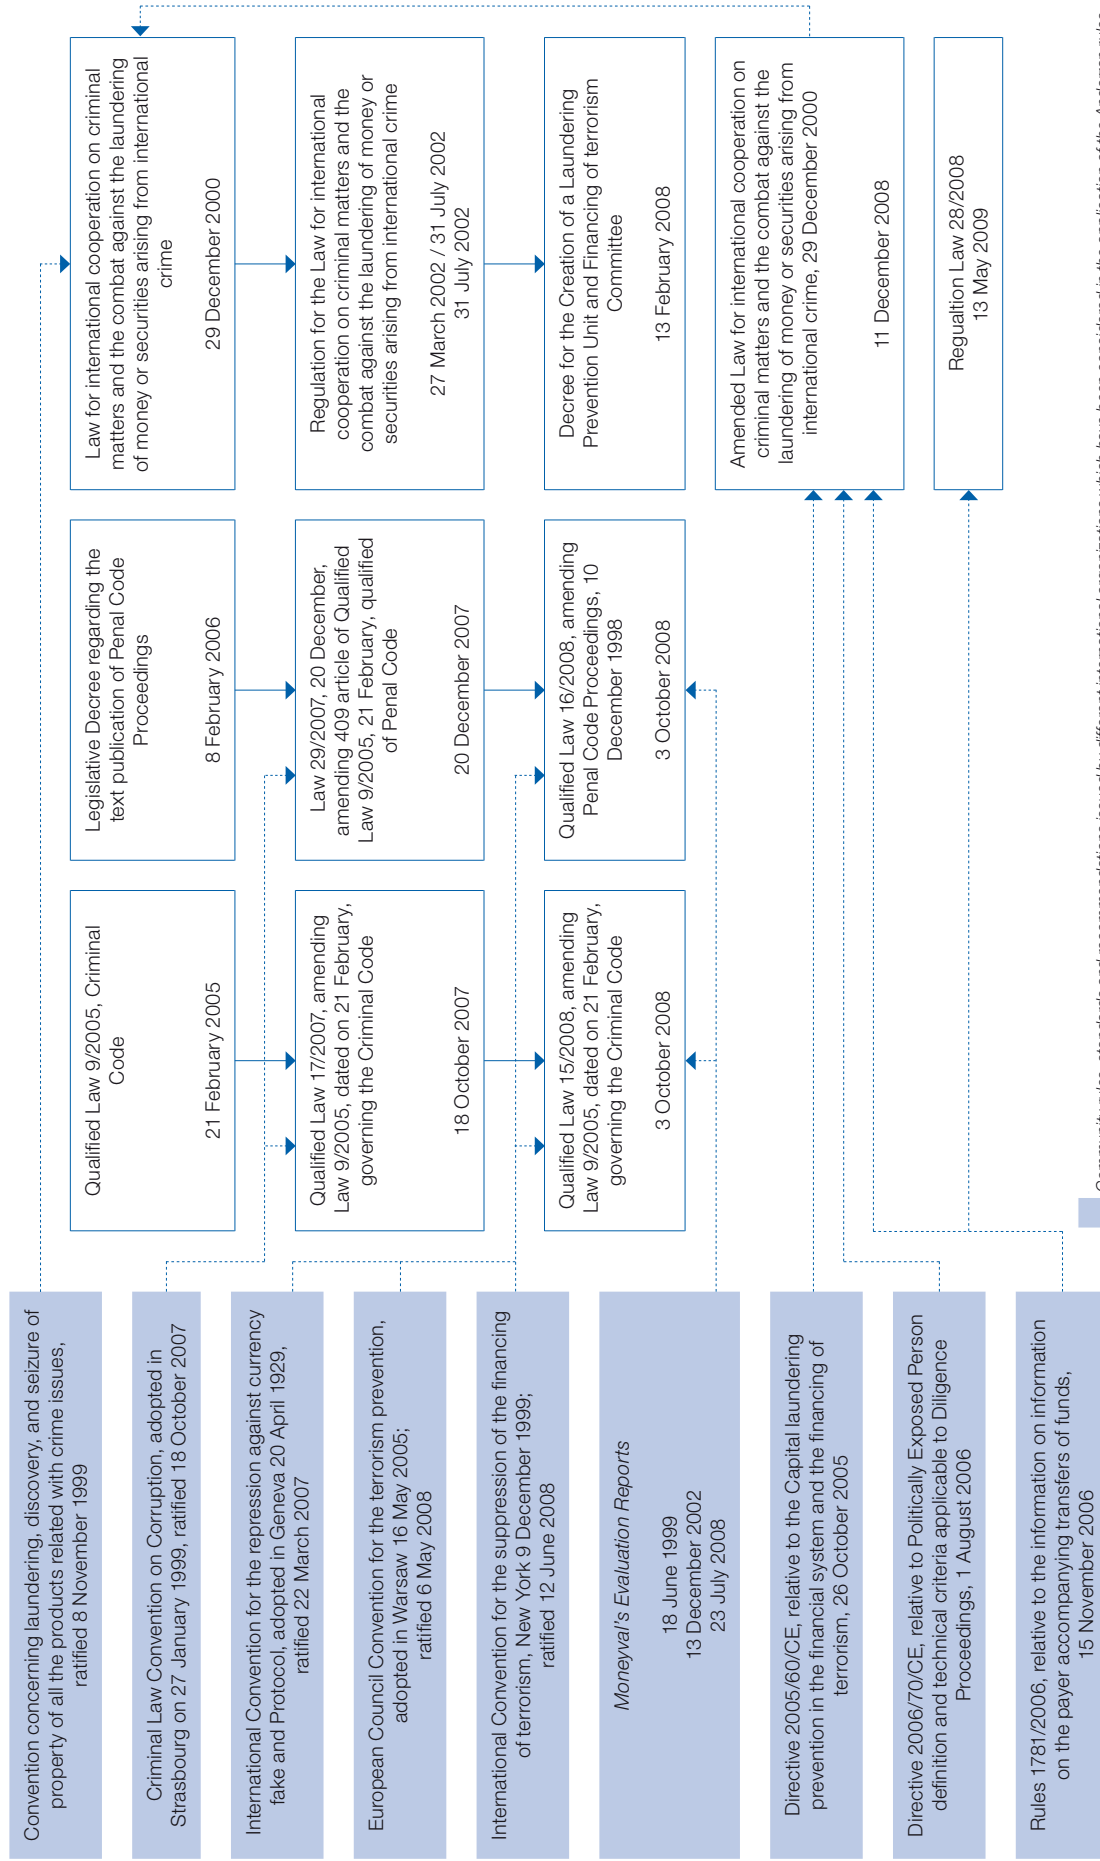 Convention concerning laundering, discovery, and seizure of
property of all the products related with crime issues,
ratified 8 November 1999
Criminal Law Convention on Corruption, adopted in
Strasbourg on 27 January 1999, ratified 18 October 2007
International Convention for the repression against currency
fake and Protocol, adopted in Geneva 20 April 1929,
ratified 22 March 2007
European Council Convention for the terrorism prevention,
adopted in Warsaw 16 May 2005;
ratified 6 May 2008
International Convention for the suppression of the financing
of terrorism, New York 9 December 1999;
ratified 12 June 2008
Moneyval's Evaluation Reports
18 June 1999
13 December 2002
23 July 2008
Directive 2005/60/CE, relative to the Capital laundering
prevention in the financial system and the financing of
terrorism, 26 October 2005
Directive 2006/70/CE, relative to Politically Exposed Person
definition and technical criteria applicable to Diligence
Proceedings, 1 August 2006
Rules 1781/2006, relative to the information on information
on the payer accompanying transfers of funds,
15 November 2006
Qualified Law 9/2005, Criminal
Code
21 February 2005
Qualified Law 17/2007, amending
Law 9/2005, dated on 21 February,
governing the Criminal Code
18 October 2007
Qualified Law 15/2008, amending
Law 9/2005, dated on 21 February,
governing the Criminal Code
3 October 2008
Legislative Decree regarding the
text publication of Penal Code
Proceedings
8 February 2006
Law 29/2007, 20 December,
amending 409 article of Qualified
Law 9/2005, 21 February, qualified
of Penal Code
20 December 2007
Qualified Law 16/2008, amending
Penal Code Proceedings, 10
December 1998
3 October 2008
Law for international cooperation on criminal
matters and the combat against the laundering
of money or securities arising from international
crime
29 December 2000
Regulation for the Law for international
cooperation on criminal matters and the
combat against the laundering of money or
securities arising from international crime
27 March 2002 / 31 July 2002
31 July 2002
Decree for the Creation of a Laundering
Prevention Unit and Financing of terrorism
Committee
13 February 2008
Amended Law for international cooperation on
criminal matters and the combat against the
laundering of money or securities arising from
international crime, 29 December 2000
11 December 2008
Regualtion Law 28/2008
13 May 2009